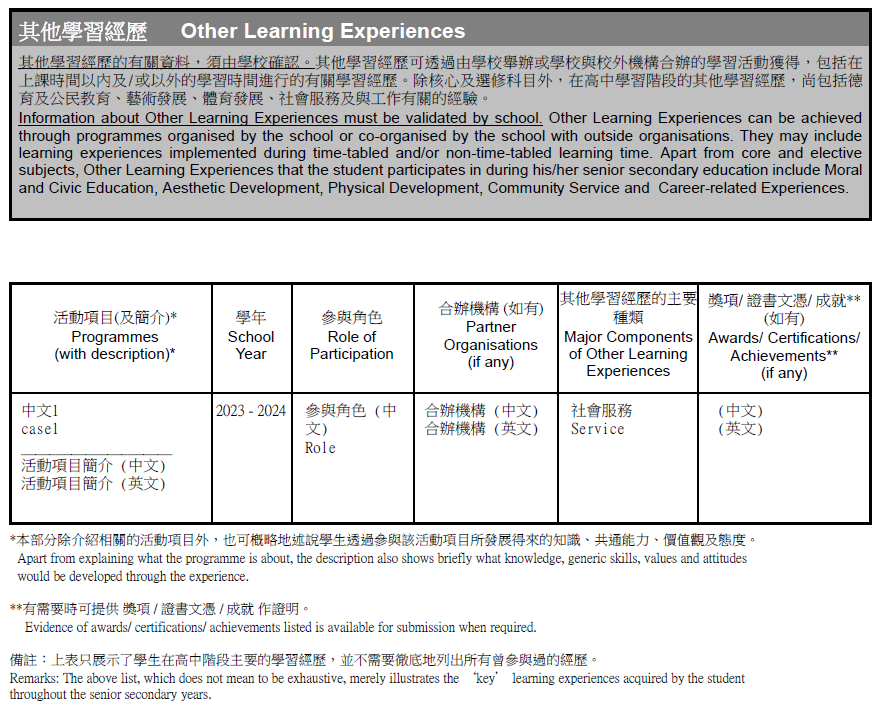 其他學習經歷 Other Learning Experiences
其他學習經歷的有關資料，須由學校確認。其他學習經歷可透過由學校舉辦或學校與校外機構合辦的學習活動獲得，包括在
上課時間以內及/或以外的學習時間進行的有關學習經歷。除核心及選修科目外，在高中學習階段的其他學習經歷，尚包括德
育及公民教育、藝術發展、體育發展、社會服務及與工作有關的經驗。
Information about Other Learning Experiences must be validated by school. Other Learning Experiences can be achieved
through programmes organised by the school or co-organised by the school with outside organisations. They may include
learning experiences implemented during time-tabled and/or non-time-tabled learning time. Apart from core and elective
subjects, Other Learning Experiences that the student participates in during his/her senior secondary education include Moral
and Civic Education, Aesthetic Development, Physical Development, Community Service and Career-related Experiences.
活動項目(及簡介)*
Programmes
(with description)*
學年
School
Year
參與角色
Role of
Participation
合辦機構 (如有)
Partner
Organisations
(if any)
其他學習經歷的主要
種類
Major Components
of Other Learning
Experiences
獎項/ 證書文憑/ 成就**
(如有)
Awards/ Certifications/
Achievements**
(if any)
中文1
case1
活動項目簡介 (中文)
活動項目簡介 (英文)
2023 - 2024
參與角色 (中
文)
Role
合辦機構 (中文)
合辦機構 (英文)
社會服務
Service
(中文)
(英文)
*本部分除介紹相關的活動項目外，也可概略地述說學生透過參與該活動項目所發展得來的知識、共通能力、價值觀及態度。
Apart from explaining what the programme is about, the description also shows briefly what knowledge, generic skills, values and attitudes
would be developed through the experience.
**有需要時可提供 獎項 / 證書文憑 / 成就 作證明。
Evidence of awards/ certifications/ achievements listed is available for submission when required.
備註：上表只展示了學生在高中階段主要的學習經歷，並不需要徹底地列出所有曾參與過的經歷。
Remarks: The above list, which does not mean to be exhaustive, merely illustrates the ‘key’ learning experiences acquired by the student
throughout the senior secondary years.